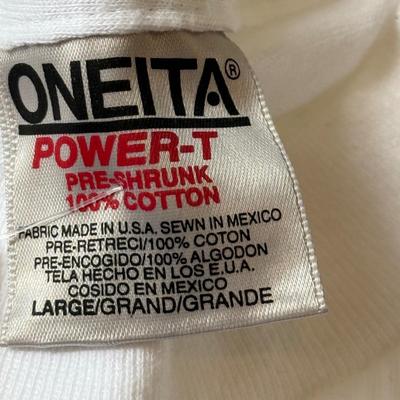 ONEITA®
POWER-T
PRE-SHRUNK
100% COTTON
FABRIC MADE IN U.S.A. SEWN IN MEXICO
PRE-RETRECI/100% COTON
PRE-ENCOGIDO/100% ALGODON
TELA HECHO EN LOS E.U.A.
COSIDO EN MEXICO
LARGE/GRAND/GRANDE